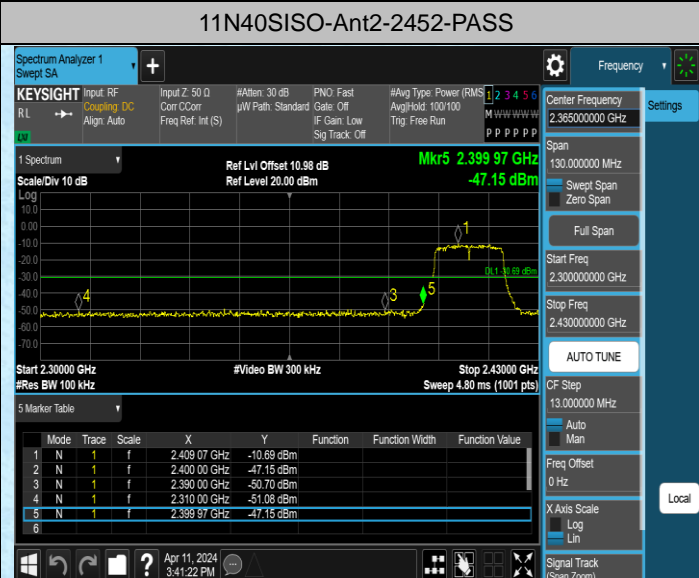 11N40SISO-Ant2-2452-PASS
Spectrum Analyzer 1
Swept SA
Frequency
KEYSIGHT Input: RF Input Z: 50 Ω #Atten: 30 dB PNO: Fast #Avg Type: Power (RMS 1 2 3 4 5 6
RL Coupling: DC Corr CCorr µW Path: Standard Gate: Off Avg|Hold: 100/100 M W W W W W
Align: Auto Freq Ref: Int (S) IF Gain: Low Trig: Free Run
Sig Track: Off P P P P P P
LXI
Center Frequency
2.365000000 GHz
Settings
Span
130.000000 MHz
Swept Span
Zero Span
Full Span
Start Freq
2.300000000 GHz
Stop Freq
2.430000000 GHz
AUTO TUNE
CF Step
13.000000 MHz
Auto
Man
Freq Offset
0 Hz
X Axis Scale
Log
Lin
Local
Signal Track
(Span Zoom)
1 Spectrum
Scale/Div 10 dB
Ref Lvl Offset 10.98 dB
Ref Level 20.00 dBm
Mkr5 2.399 97 GHz
-47.15 dBm
Log
10.0
0.00
-10.0
-20.0
-30.0
-40.0
-50.0
-60.0
-70.0
1
DL1 -30.69 dBm
4
3
5
Start 2.30000 GHz #Video BW 300 kHz Stop 2.43000 GHz
#Res BW 100 kHz Sweep 4.80 ms (1001 pts)
5 Marker Table
Mode Trace Scale X Y Function Function Width Function Value
1 N 1 f 2.409 07 GHz -10.69 dBm
2 N 1 f 2.400 00 GHz -47.15 dBm
3 N 1 f 2.390 00 GHz -50.70 dBm
4 N 1 f 2.310 00 GHz -51.08 dBm
5 N 1 f 2.399 97 GHz -47.15 dBm
6
? Apr 11, 2024
3:41:22 PM